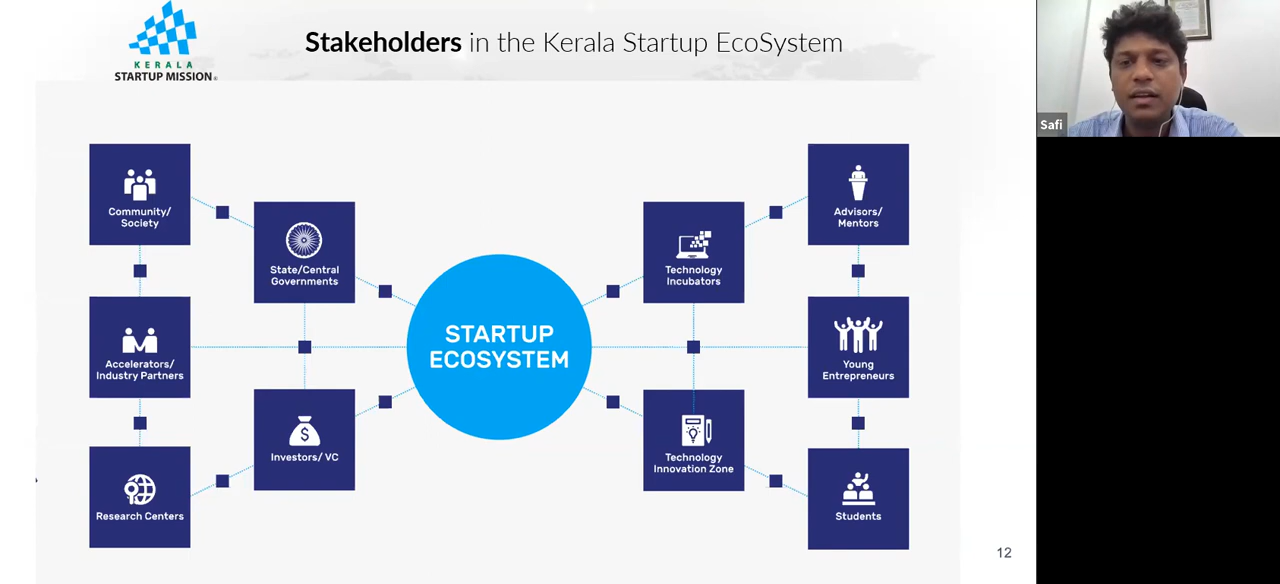 KERALA
STARTUP MISSION
Stakeholders in the Kerala Startup EcoSystem
Safi
Community/
Society
State/Central
Governments
Accelerators/
Industry Partners
Investors/ VC
Research Centers
STARTUP
ECOSYSTEM
Technology
Incubators
Advisors/
Mentors
Young
Entrepreneurs
Technology
Innovation Zone
Students
12